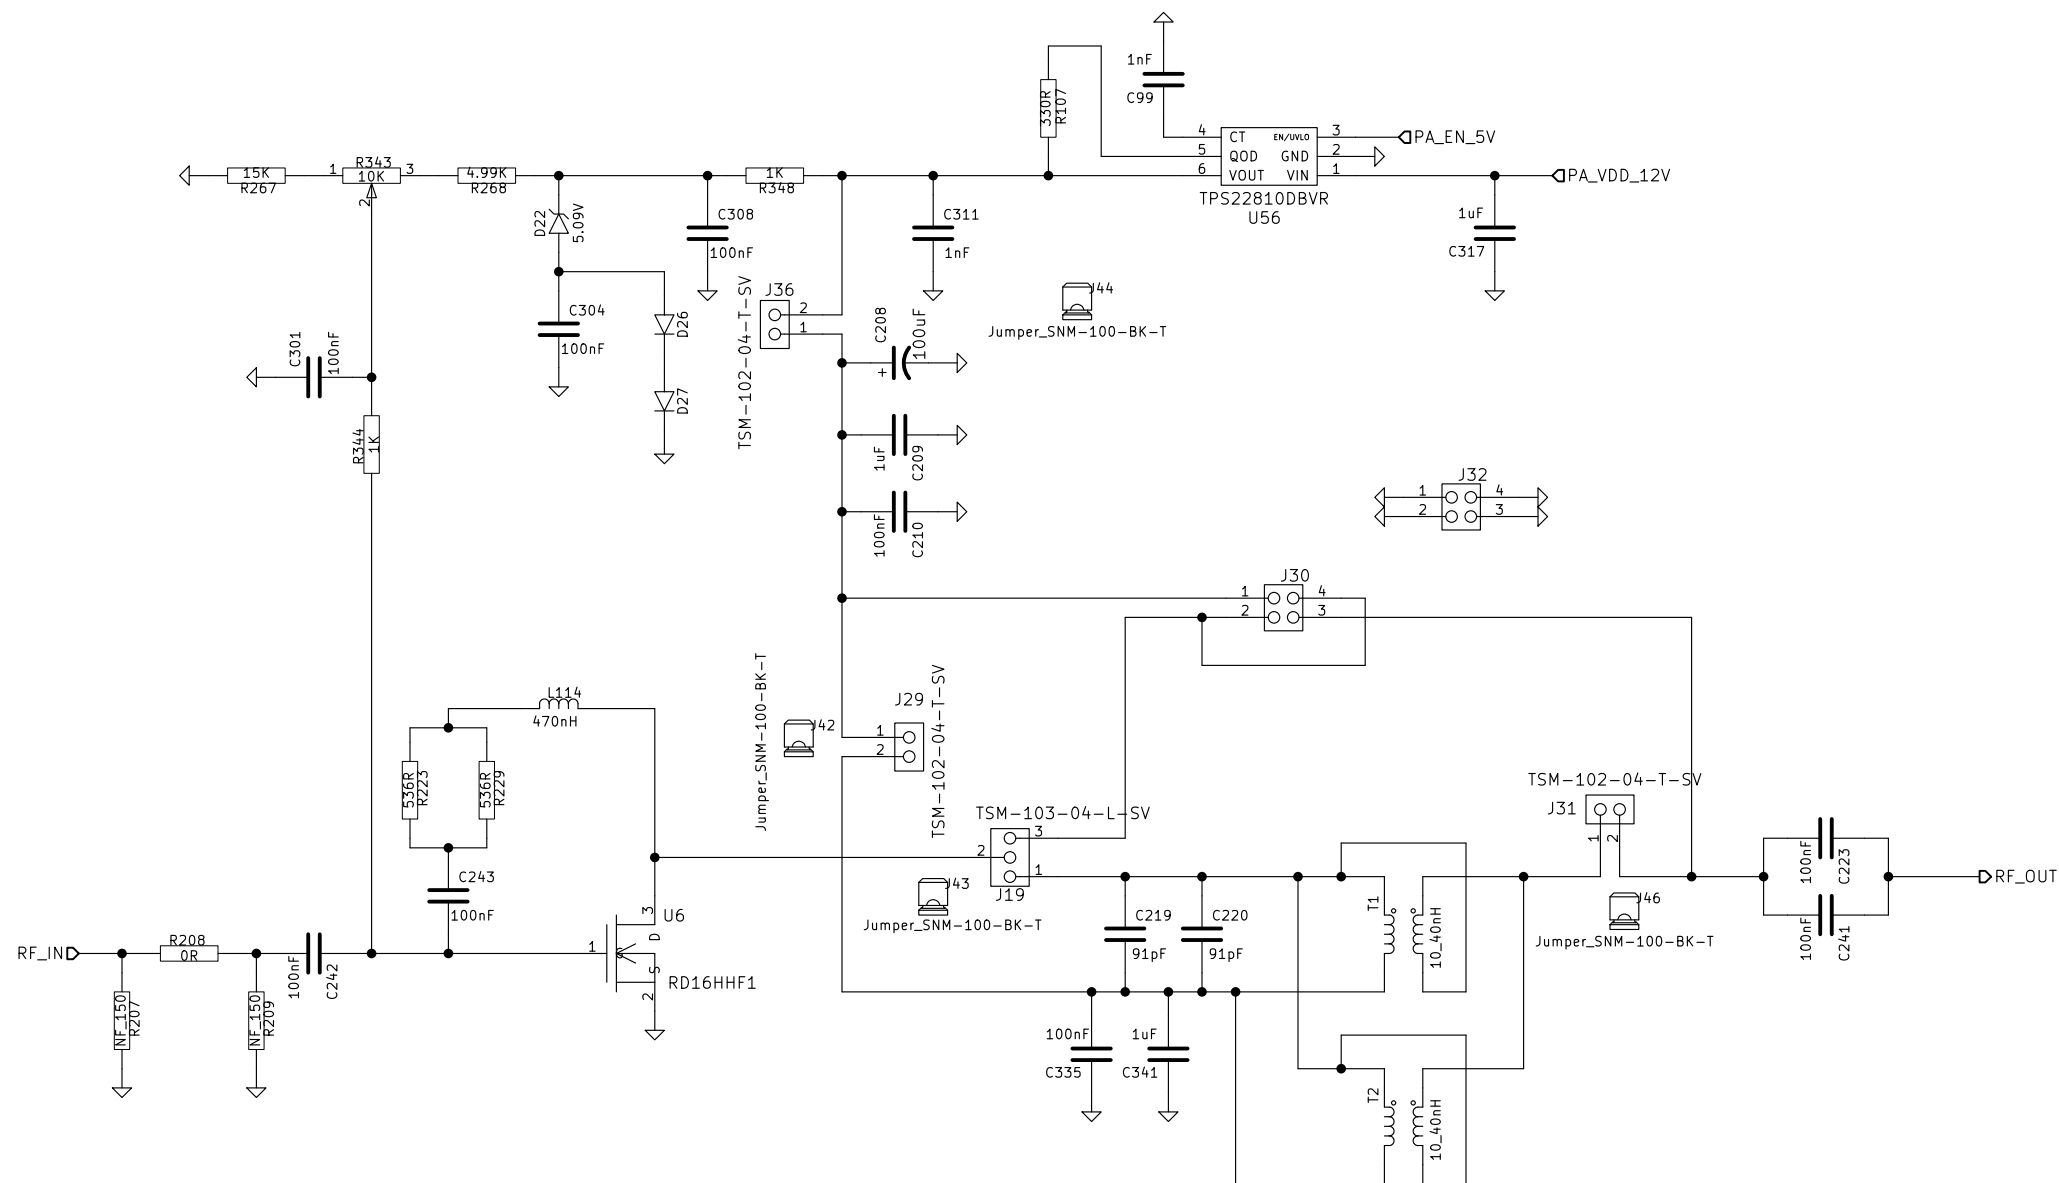 1nF
C99
330R
R107
4 CT EN/UVLO 3 PA_EN_5V
5 QOD GND 2
6 VOUT VIN 1 PA_VDD_12V
TPS22810DBVR
U56
15K
R267
1 R343 3
10K
2
4.99K
R268
1K
R348
D22
5.09V
C308
100nF
C311
1nF
1uF
C317
C304
100nF
D26
D27
J36
2
1
TSM-102-04-T-SV
C208
100uF
+
J44
Jumper_SNM-100-BK-T
C301
100nF
R344
1K
1uF
C209
100nF
C210
J32
1 4
2 3
J30
1 4
2 3
L114
470nH
536R
R223
536R
R229
Jumper_SNM-100-BK-T
J42
J29
1
2
TSM-102-04-T-SV
TSM-103-04-L-SV
3
2
1
J19
J43
Jumper_SNM-100-BK-T
TSM-102-04-T-SV
J31
1
2
J46
Jumper_SNM-100-BK-T
100nF
C223
100nF
C241
RF_OUT
C243
100nF
C219
91pF
C220
91pF
T1
10_40nH
RF_IN
R208
0R
NF_150
R207
NF_150
R209
100nF
C242
1
3
U6
D
G
S
2
RD16HHF1
100nF
C335
1uF
C341
T2
10_40nH